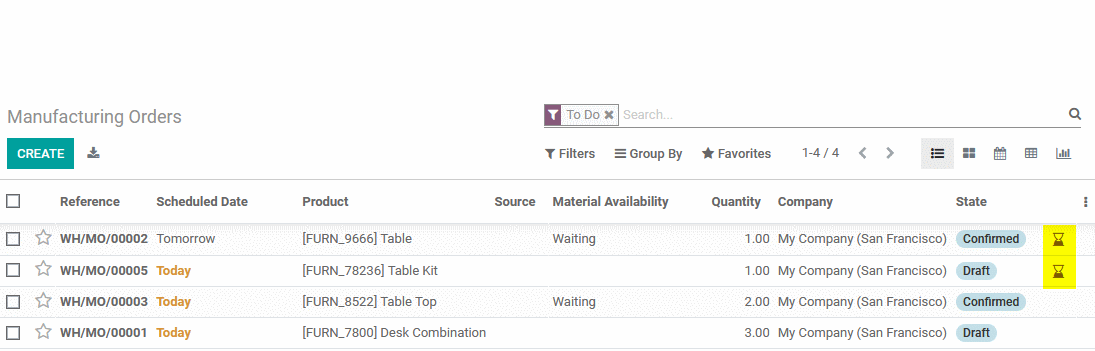 Manufacturing Orders
To Do Search...
CREATE
Filters Group By Favorites 1-4 / 4
Reference Scheduled Date Product Source Material Availability Quantity Company State
WH/MO/00002 Tomorrow [FURN_9666] Table Waiting 1.00 My Company (San Francisco) Confirmed
WH/MO/00005 Today [FURN_78236] Table Kit 1.00 My Company (San Francisco) Draft
WH/MO/00003 Today [FURN_8522] Table Top Waiting 2.00 My Company (San Francisco) Confirmed
WH/MO/00001 Today [FURN_7800] Desk Combination 3.00 My Company (San Francisco) Draft